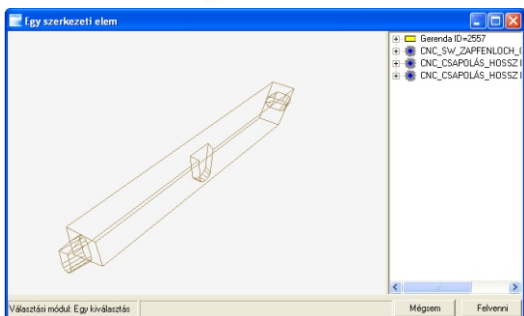 Egy szerkezeti elem
Gerenda ID=2557
CNC_SW_ZAPFENLOCH_(
CNC_CSAPOLÁS_HOSSZ I
CNC_CSAPOLÁS_HOSSZ I
Választási módul: Egy kiválasztás
Mégsem
Felvenni